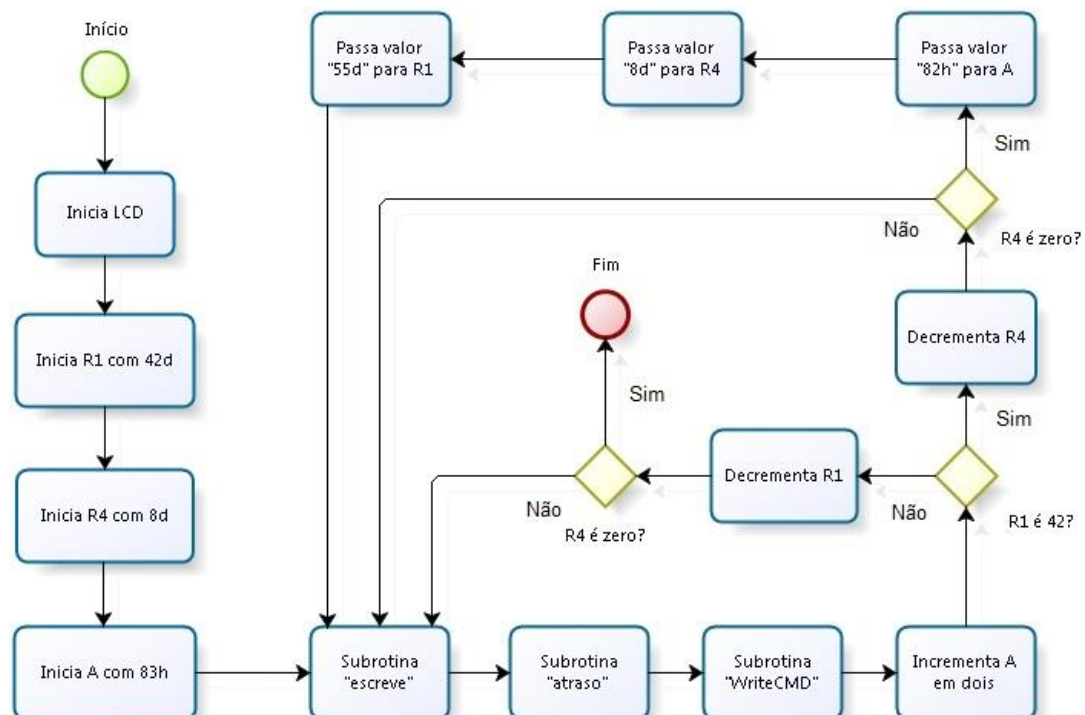 Início
Inicia LCD
Inicia R1 com 42d
Inicia R4 com 8d
Inicia A com 83h
Passa valor
"55d" para R1
Passa valor
"8d" para R4
Passa valor
"82h" para A
Sim
Não
R4 é zero?
Fim
Decrementa R4
Sim
Sim
Decrementa R1
Não
R4 é zero?
Não
R1 é 42?
Subrotina
"escreve"
Subrotina
"atraso"
Subrotina
"WriteCMD"
Incrementa A
em dois